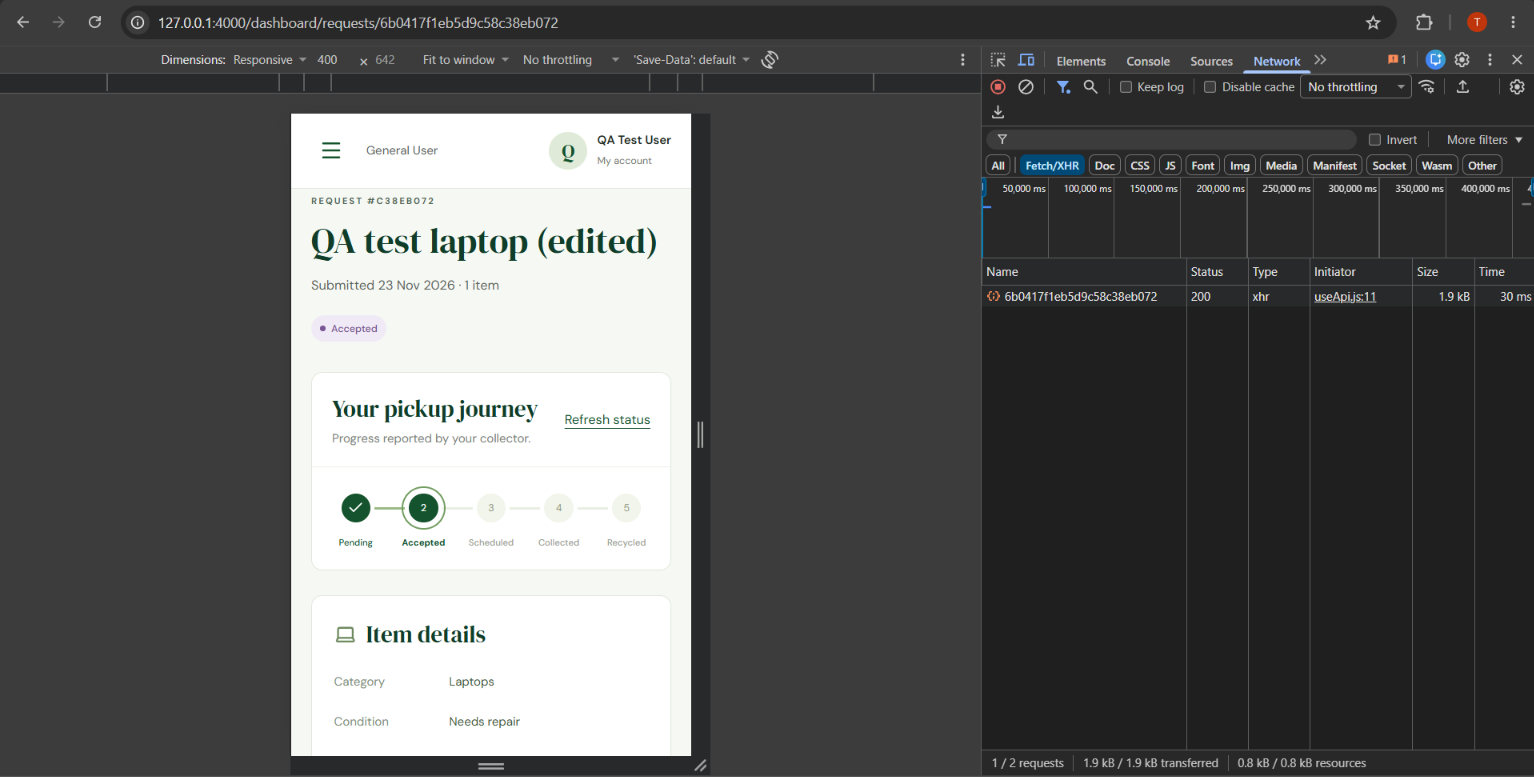 127.0.0.1:4000/dashboard/requests/6b0417f1eb5d9c58c38eb072
T
Dimensions: Responsive 400 × 642 Fit to window No throttling 'Save-Data': default
Elements Console Sources Network 1
Keep log Disable cache No throttling
Invert More filters
All Fetch/XHR Doc CSS JS Font Img Media Manifest Socket Wasm Other
50,000 ms 100,000 ms 150,000 ms 200,000 ms 250,000 ms 300,000 ms 350,000 ms 400,000 ms
Name Status Type Initiator Size Time
6b0417f1eb5d9c58c38eb072 200 xhr useApi.js:11 1.9 kB 30 ms
1 / 2 requests 1.9 kB / 1.9 kB transferred 0.8 kB / 0.8 kB resources
General User
Q
QA Test User
My account
REQUEST #C38EB072
QA test laptop (edited)
Submitted 23 Nov 2026 · 1 item
Accepted
Your pickup journey
Refresh status
Progress reported by your collector.
2 3 4 5
Pending Accepted Scheduled Collected Recycled
Item details
Category Laptops
Condition Needs repair